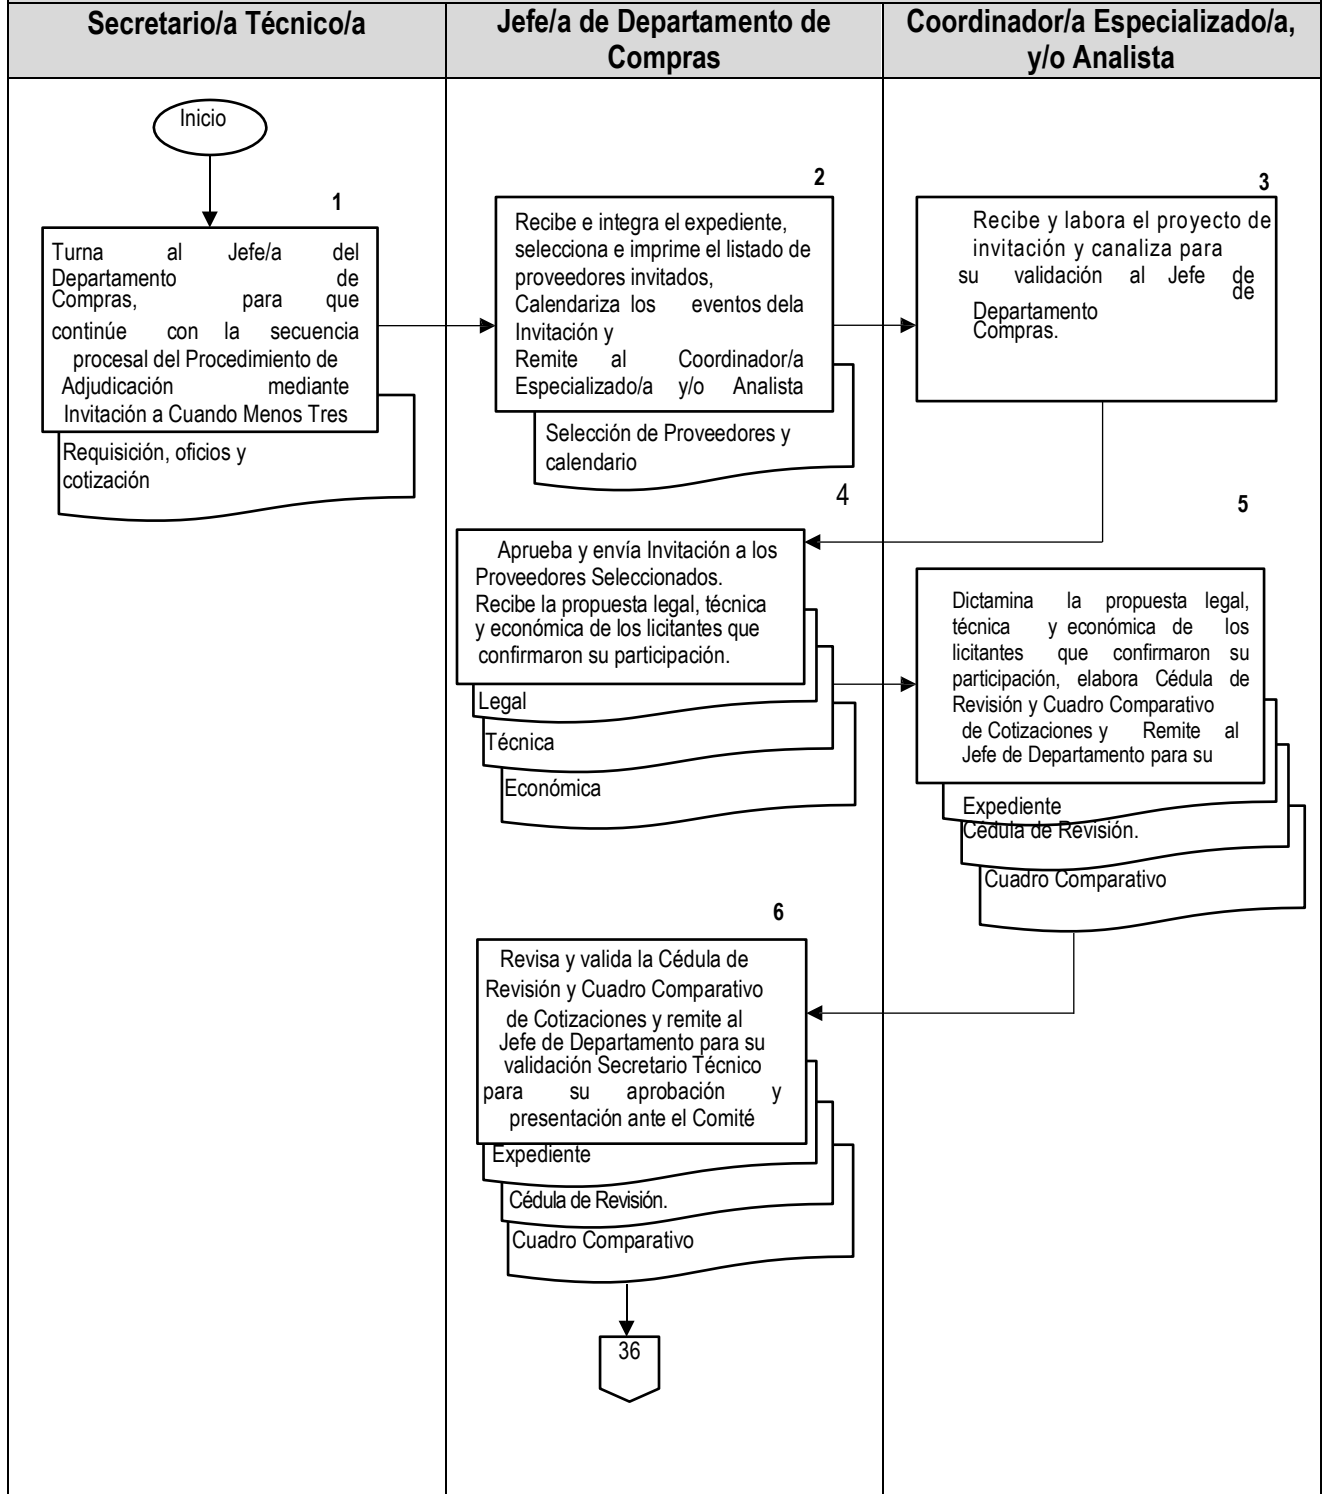 Secretario/a Técnico/a
Jefe/a de Departamento de
Compras
Coordinador/a Especializado/a,
y/o Analista
Inicio
1
Turna al Jefe/a del
Departamento de
Compras, para que
continúe con la secuencia
procesal del Procedimiento de
Adjudicación mediante
Invitación a Cuando Menos Tres
Requisición, oficios y
cotización
2
Recibe e integra el expediente,
selecciona e imprime el listado de
proveedores invitados,
Calendariza los eventos dela
Invitación y
Remite al Coordinador/a
Especializado/a y/o Analista
Selección de Proveedores y
calendario
3
Recibe y labora el proyecto de
invitación y canaliza para
su validación al Jefe de
de
Departamento
Compras.
4
Aprueba y envía Invitación a los
Proveedores Seleccionados.
Recibe la propuesta legal, técnica
y económica de los licitantes que
confirmaron su participación.
Legal
Técnica
Económica
5
Dictamina la propuesta legal,
técnica y económica de los
licitantes que confirmaron su
participación, elabora Cédula de
Revisión y Cuadro Comparativo
de Cotizaciones y Remite al
Jefe de Departamento para su
Expediente
Cédula de Revisión.
Cuadro Comparativo
6
Revisa y valida la Cédula de
Revisión y Cuadro Comparativo
de Cotizaciones y remite al
Jefe de Departamento para su
validación Secretario Técnico
para su aprobación y
presentación ante el Comité
Expediente
Cédula de Revisión.
Cuadro Comparativo
36